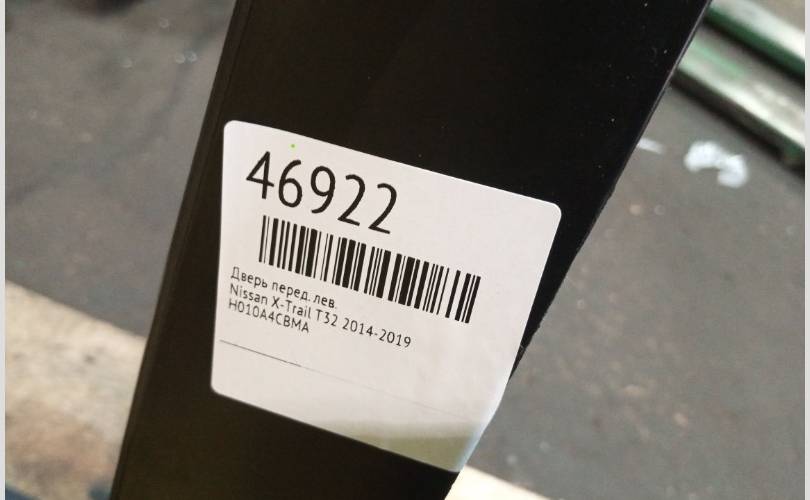 46922
Дверь перед. лев.
Nissan X-Trail T32 2014-2019
H010A4CBMA